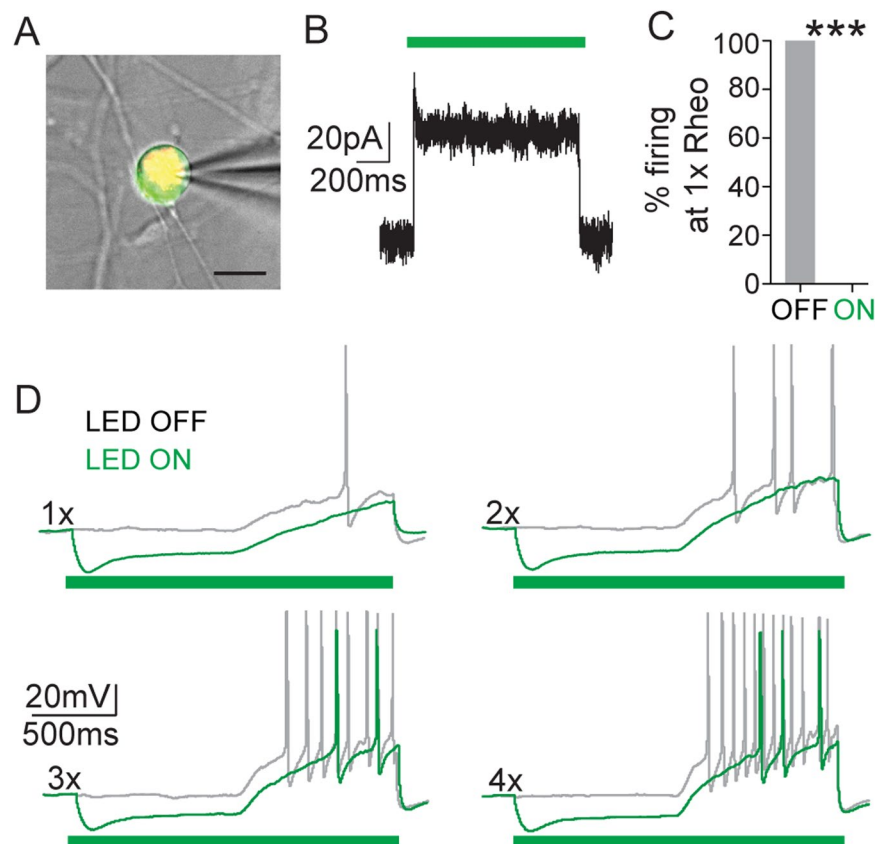 A
B
20pA
200ms
C
***
% firing
at 1x Rheo
100
80
60
40
20
0
OFF ON
D
LED OFF
LED ON
1x
2x
20mV
500ms
3x
4x